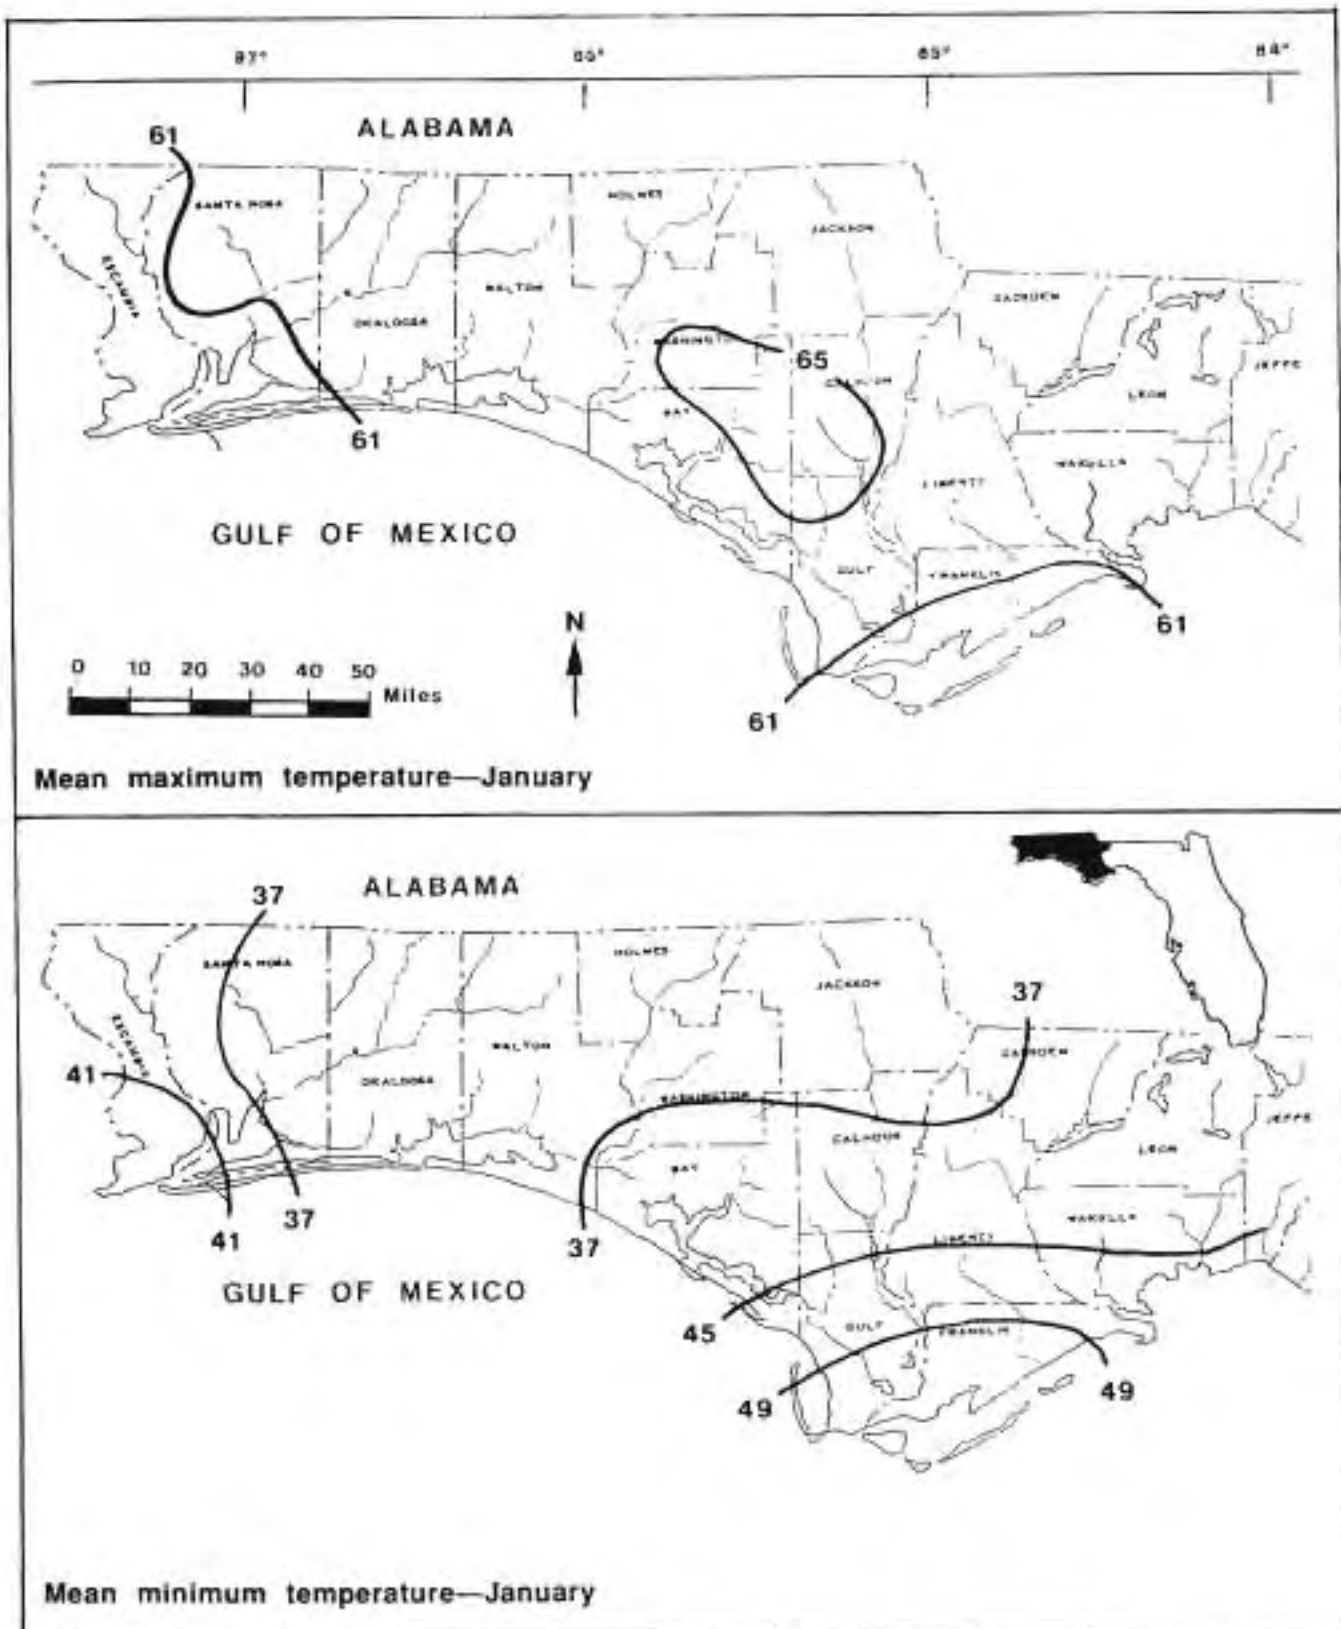 87° 85° 84°
61
ALABAMA
SANTA ROSA
HOLMES
JACKSON
ESCAMBIA
WALTON
GADSDEN
OKALOOSA
65
JEFFE
CALHOUN
LEON
BAY
61
WAKULLA
LIBERTY
GULF OF MEXICO
GULF
FRANKLIN
N
61
0 10 20 30 40 50
Miles
61
Mean maximum temperature—January
37
ALABAMA
SANTA ROSA
HOLMES
JACKSON
37
ESCAMBIA
WALTON
GADSDEN
41
OKALOOSA
WASHINGTON
CALHOUN
JEFFE
LEON
BAY
37
WAKULLA
41
37
LIBERTY
GULF OF MEXICO
45
GULF
FRANKLIN
49
49
Mean minimum temperature—January